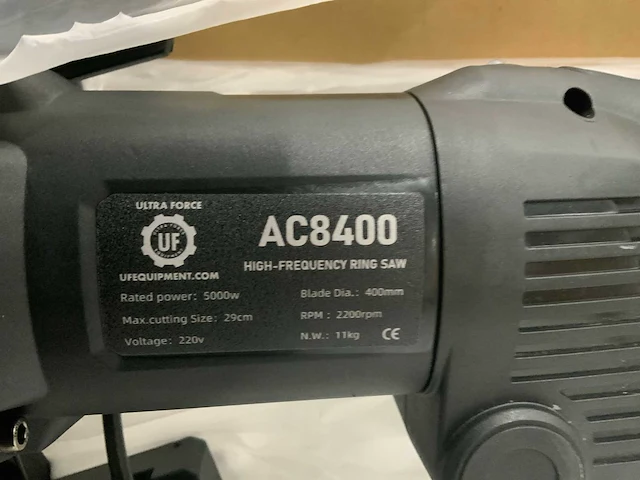 ULTRA FORCE
UF
UFEQUIPMENT.COM
AC8400
HIGH-FREQUENCY RING SAW
Rated power: 5000w
Blade Dia.: 400mm
Max.cutting Size: 29cm
RPM : 2200rpm
Voltage: 220v
N.W.: 11kg CE